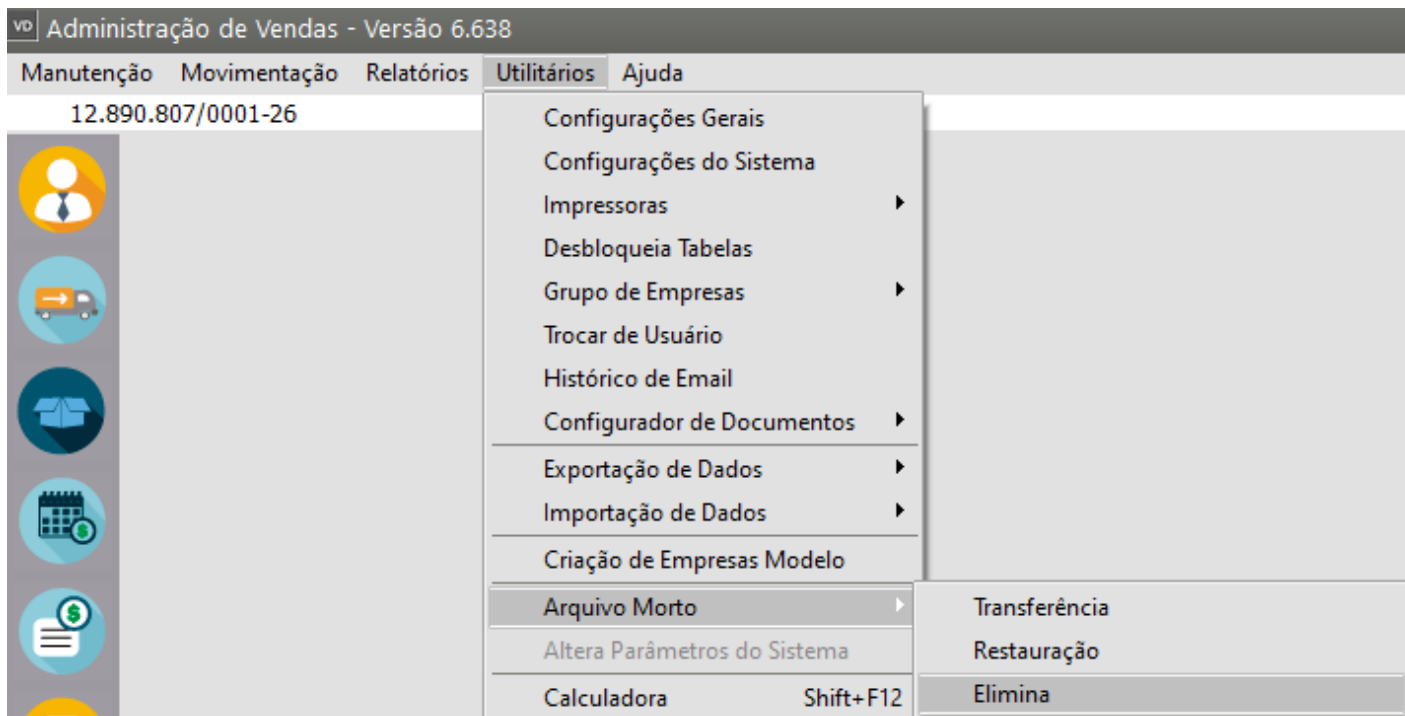 VD Administração de Vendas - Versão 6.638
Manutenção Movimentação Relatórios Utilitários Ajuda
12.890.807/0001-26
Configurações Gerais
Configurações do Sistema
Impressoras
Desbloqueia Tabelas
Grupo de Empresas
Trocar de Usuário
Histórico de Email
Configurador de Documentos
Exportação de Dados
Importação de Dados
Criação de Empresas Modelo
Arquivo Morto Transferência
Altera Parâmetros do Sistema Restauração
Calculadora Shift+F12 Elimina